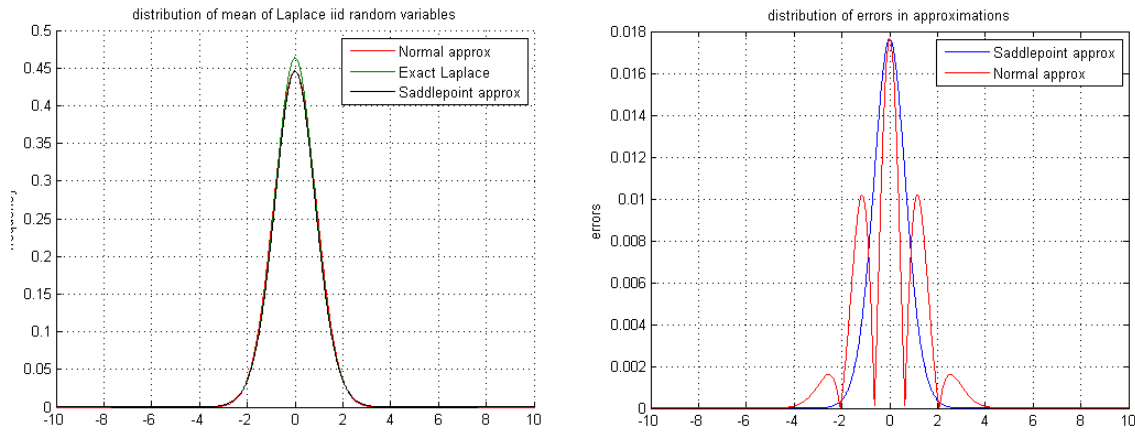 distribution of mean of Laplace iid random variables
0.5
0.45
0.4
0.35
0.3
0.25
0.2
0.15
0.1
0.05
0
Normal approx
Exact Laplace
Saddlepoint approx
-10 -8 -6 -4 -2 0 2 4 6 8 10
distribution of errors in approximations
0.018
0.016
0.014
0.012
0.01
0.008
0.006
0.004
0.002
0
errors
Saddlepoint approx
Normal approx
-10 -8 -6 -4 -2 0 2 4 6 8 10